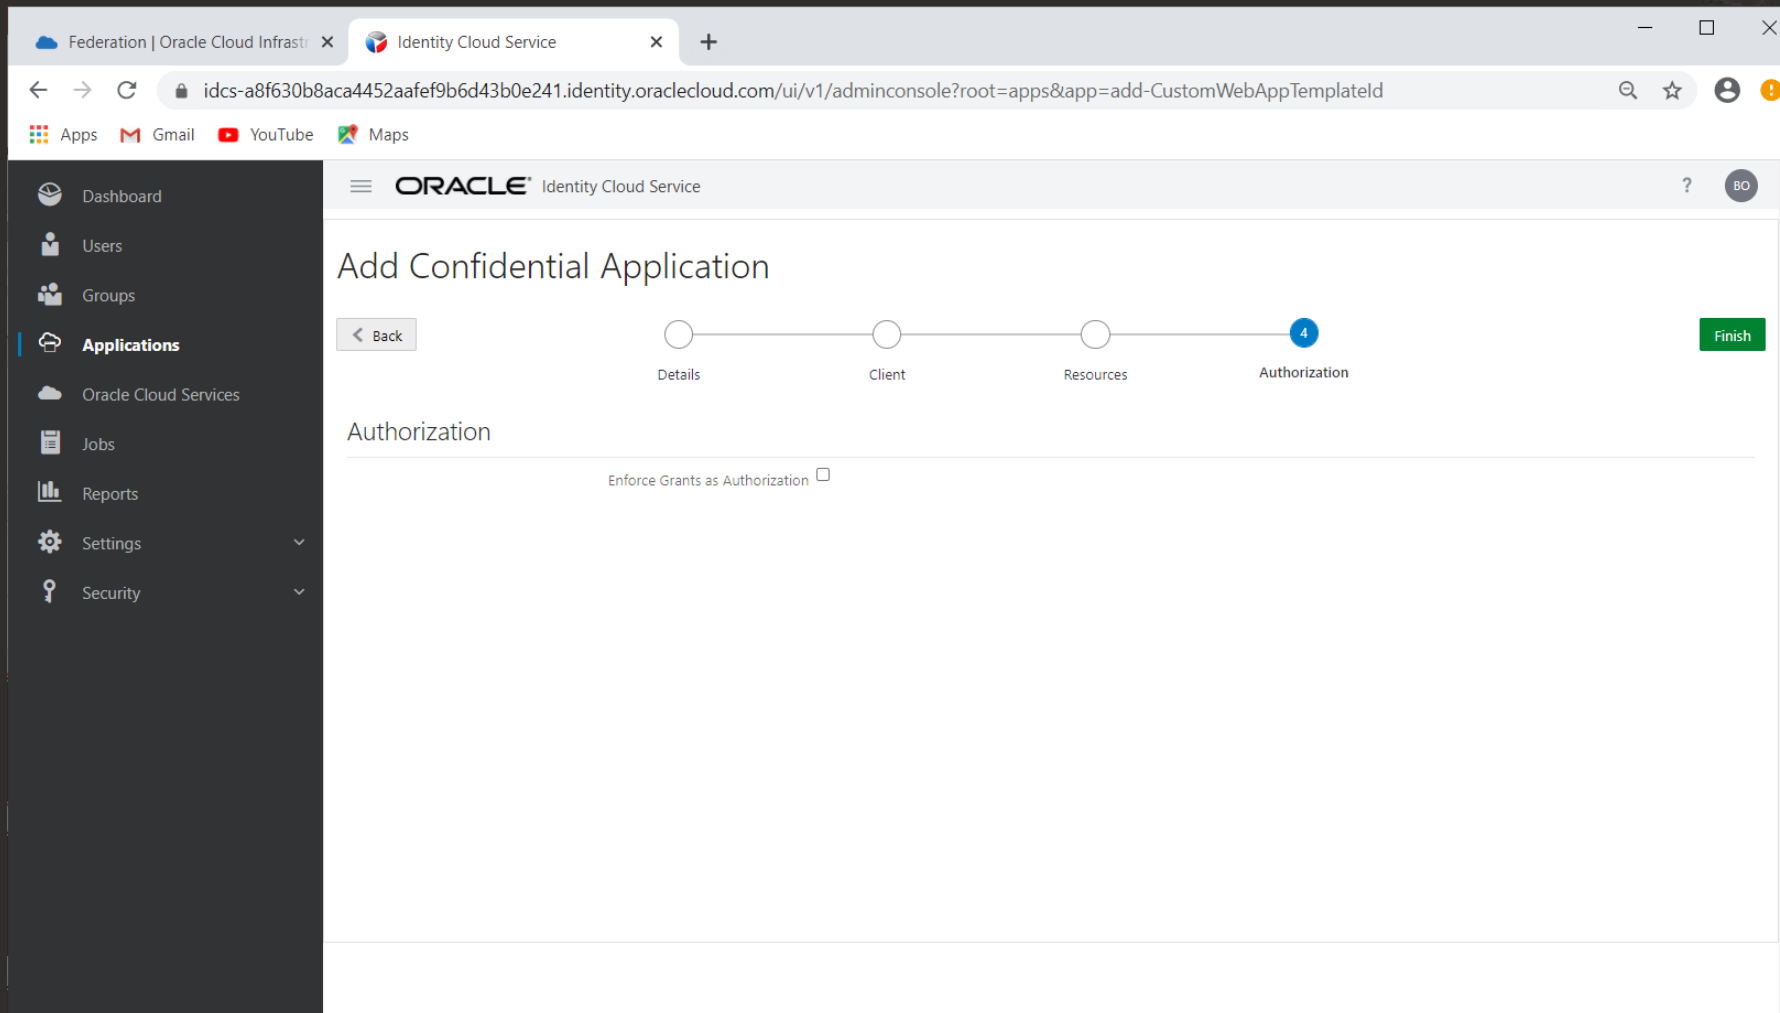 Federation | Oracle Cloud Infrastr
Identity Cloud Service
idcs-a8f630b8aca4452aafef9b6d43b0e241.identity.oraclecloud.com/ui/v1/adminconsole?root=apps&app=add-CustomWebAppTemplateId
Apps
Gmail
YouTube
Maps
Dashboard
Users
Groups
Applications
Oracle Cloud Services
Jobs
Reports
Settings
Security
ORACLE® Identity Cloud Service
?
BO
Add Confidential Application
Back
4
Finish
Details
Client
Resources
Authorization
Authorization
Enforce Grants as Authorization